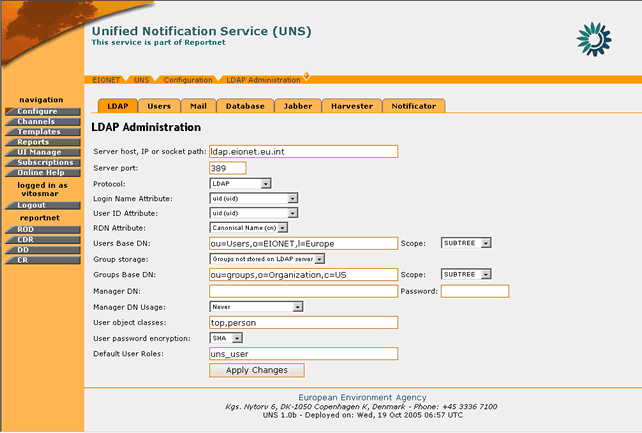 Unified Notification Service (UNS)
This service is part of Reportnet
EIONET UNS Configuration LDAP Administration
navigation
Configure
Channels
Templates
Reports
UI Manage
Subscriptions
Online Help
logged in as
vitosmar
Logout
reportnet
ROD
CDR
DD
CR
LDAP Users Mail Database Jabber Harvester Notificator
LDAP Administration
Server host, IP or socket path: ldap.eionet.eu.int
Server port: 389
Protocol: LDAP
Login Name Attribute: uid (uid)
User ID Attribute: uid (uid)
RDN Attribute: Canonical Name (cn)
Users Base DN: ou=Users,o=EIONET,l=Europe Scope: SUBTREE
Group storage: Groups not stored on LDAP server
Groups Base DN: ou=groups,o=Organization,c=US Scope: SUBTREE
Manager DN: Password:
Manager DN Usage: Never
User object classes: top,person
User password encryption: SHA
Default User Roles: uns_user
Apply Changes
European Environment Agency
Kgs. Nytorv 6, DK-1050 Copenhagen K, Denmark - Phone: +45 3336 7100
UNS 1.0b - Deployed on: Wed, 19 Oct 2005 06:57 UTC